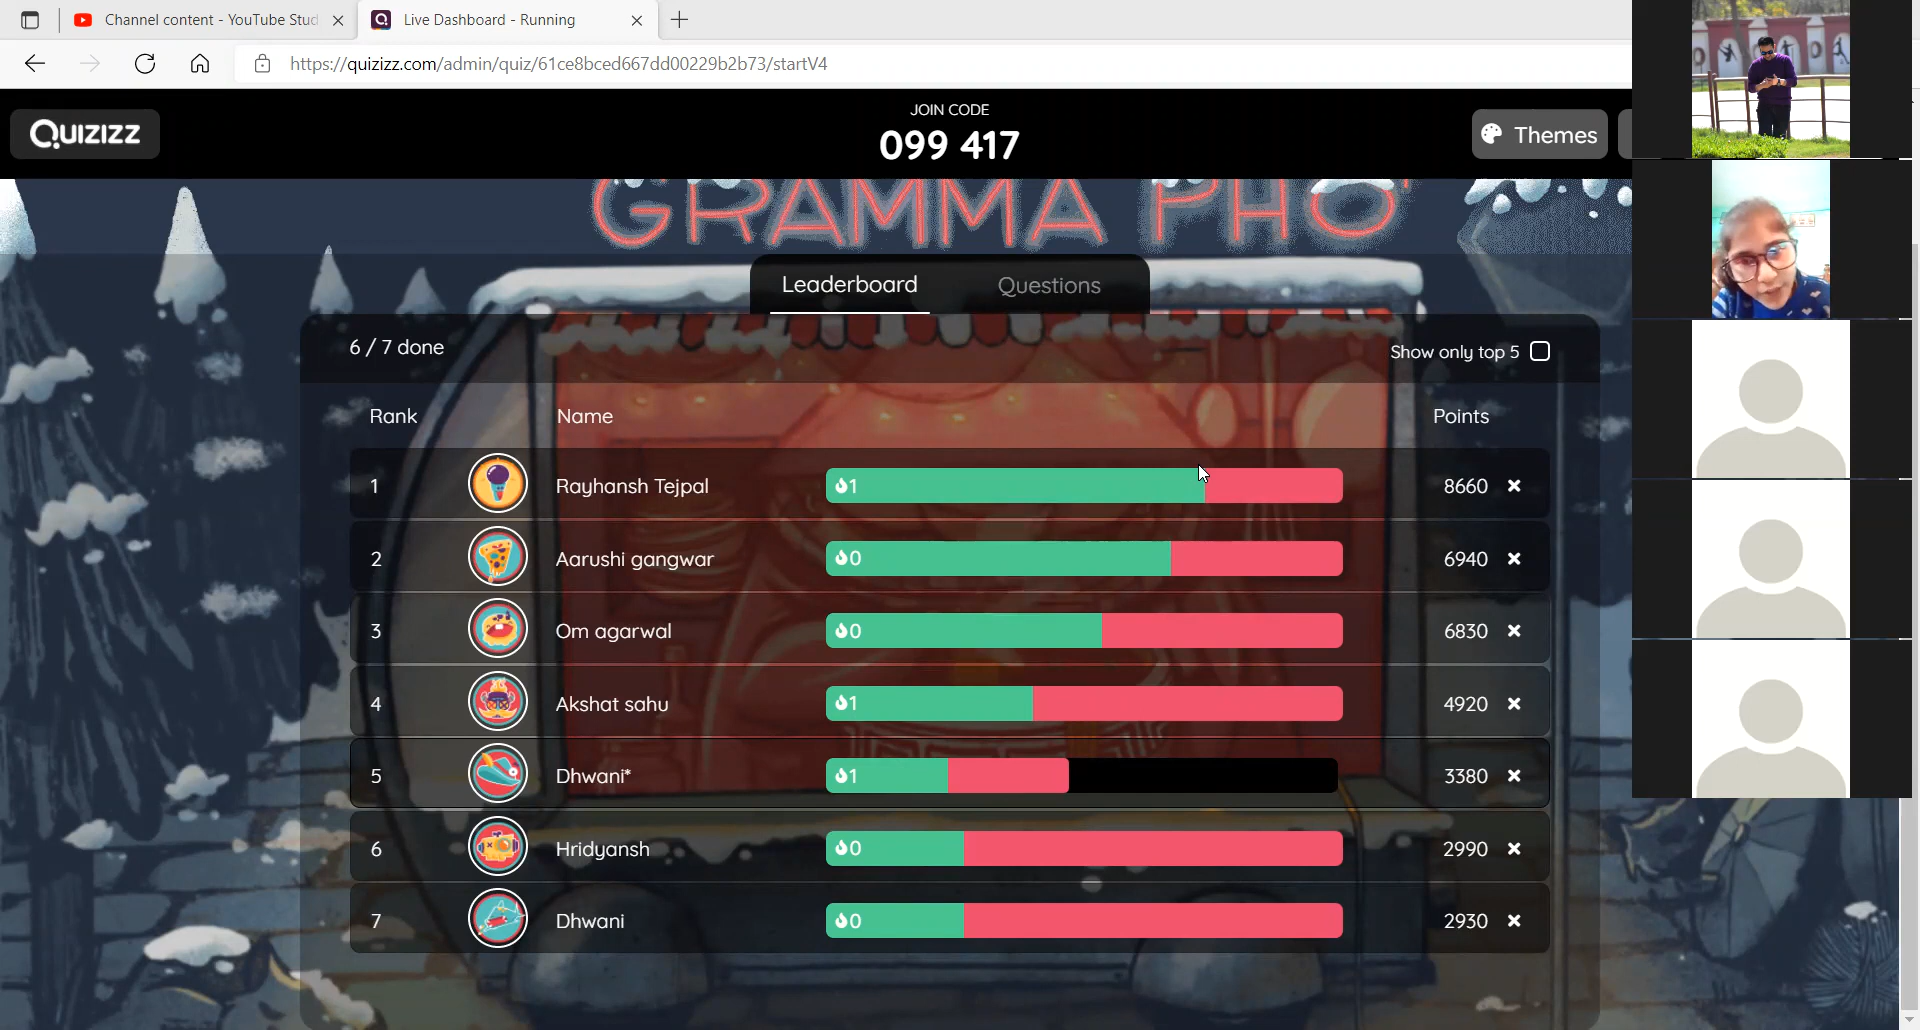 Channel content - YouTube Stud
Live Dashboard - Running
https://quizizz.com/admin/quiz/61ce8bced667dd00229b2b73/startV4
QUIZIZZ
JOIN CODE
099 417
Themes
GRAMMA PHO'
Leaderboard
Questions
6 / 7 done
Show only top 5
Rank Name Points
1 Rayhansh Tejpal 1 8660
2 Aarushi gangwar 0 6940
3 Om agarwal 0 6830
4 Akshat sahu 1 4920
5 Dhwani* 1 3380
6 Hridyansh 0 2990
7 Dhwani 0 2930